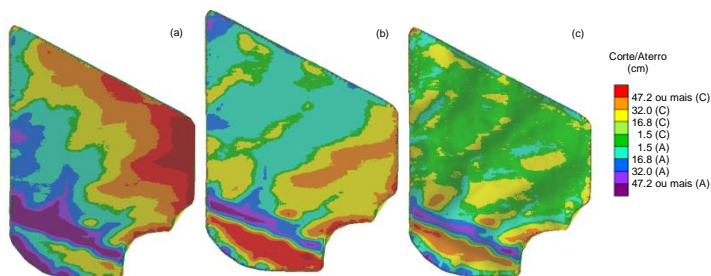 (a)
(b)
(c)
Corte/Aterro
(cm)
47.2 ou mais (C)
32.0 (C)
16.8 (C)
1.5 (C)
1.5 (A)
16.8 (A)
32.0 (A)
47.2 ou mais (A)